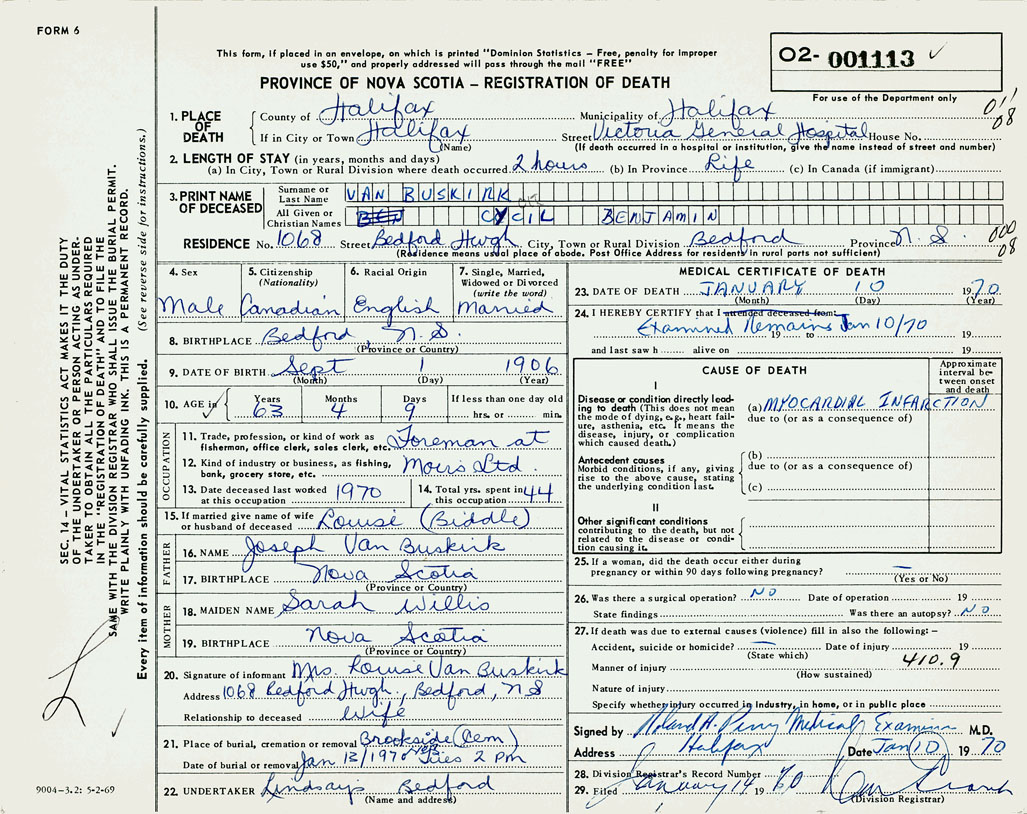 FORM 6
O2- 001113 ✓
This form, if placed in an envelope, on which is printed "Dominion Statistics – Free, penalty for improper
use $50," and properly addressed will pass through the mail "FREE"
PROVINCE OF NOVA SCOTIA – REGISTRATION OF DEATH
For use of the Department only
SEC. 14 – VITAL STATISTICS ACT MAKES IT THE DUTY
OF THE UNDERTAKER OR PERSON ACTING AS UNDER-
TAKER TO OBTAIN ALL THE PARTICULARS REQUIRED
IN THE "REGISTRATION OF DEATH" AND TO FILE THE
SAME WITH THE DIVISION REGISTRAR WHO SHALL ISSUE THE BURIAL PERMIT.
WRITE PLAINLY WITH UNFADING INK. THIS IS A PERMANENT RECORD.
Every item of information should be carefully supplied. (See reverse side for instructions.)
1. PLACE OF DEATH
County of Halifax Municipality of Halifax
011 08
If in City or Town Halifax Street Victoria General Hospital House No.
(Name) (If death occurred in a hospital or institution, give the name instead of street and number)
2. LENGTH OF STAY (in years, months and days)
(a) In City, Town or Rural Division where death occurred 2 hours (b) In Province Life (c) In Canada (if immigrant)
3. PRINT NAME OF DECEASED
Surname or Last Name VAN BUSKIRK
All Given or Christian Names CYCIL BENJAMIN
RESIDENCE No. 1068 Street Bedford Hwgh City, Town or Rural Division Bedford Province N.S.
000 08
(Residence means usual place of abode. Post Office Address for residents in rural parts not sufficient)
4. Sex Male
5. Citizenship (Nationality) Canadian
6. Racial Origin English
7. Single, Married, Widowed or Divorced (write the word) Married
8. BIRTHPLACE Bedford N.S.
(Province or Country)
9. DATE OF BIRTH Sept 1 1906
(Month) (Day) (Year)
10. AGE in Years 63 Months 4 Days 9 If less than one day old hrs. or min.
OCCUPATION
11. Trade, profession, or kind of work as fisherman, office clerk, sales clerk, etc. Foreman at
12. Kind of industry or business, as fishing, bank, grocery store, etc. Moirs Ltd.
13. Date deceased last worked at this occupation 1970
14. Total yrs. spent in this occupation 44
15. If married give name of wife or husband of deceased Louise (Biddle)
FATHER
16. NAME Joseph Van Buskirk
17. BIRTHPLACE Nova Scotia
(Province or Country)
MOTHER
18. MAIDEN NAME Sarah Willis
19. BIRTHPLACE Nova Scotia
(Province or Country)
20. Signature of informant Mrs. Louise Van Buskirk
Address 1068 Bedford Hwgh., Bedford, N S
Relationship to deceased Wife
21. Place of burial, cremation or removal Brookside (Cem)
Date of burial or removal Jan 13/1970 Tues 2 pm
22. UNDERTAKER Lindsays Bedford
(Name and address)
MEDICAL CERTIFICATE OF DEATH
23. DATE OF DEATH JANUARY 10 1970
(Month) (Day) (Year)
24. I HEREBY CERTIFY that I attended deceased from:
Examined Remains Jan 10/70
19 to 19
and last saw h alive on 19
CAUSE OF DEATH
Approximate interval between onset and death
I
Disease or condition directly leading to death (This does not mean the mode of dying, e.g., heart failure, asthenia, etc. It means the disease, injury, or complication which caused death.)
(a) MYOCARDIAL INFARCTION
due to (or as a consequence of)
Antecedent causes
Morbid conditions, if any, giving rise to the above cause, stating the underlying condition last.
(b)
due to (or as a consequence of)
(c)
II
Other significant conditions
contributing to the death, but not related to the disease or condition causing it.
25. If a woman, did the death occur either during
pregnancy or within 90 days following pregnancy? –
(Yes or No)
26. Was there a surgical operation? NO Date of operation 19
State findings Was there an autopsy? NO
27. If death was due to external causes (violence) fill in also the following: –
Accident, suicide or homicide? – Date of injury 19
(State which)
410.9
Manner of injury
(How sustained)
Nature of injury
Specify whether injury occurred in Industry, in home, or in public place
Signed by Roland H. Perry Medical Examiner M.D.
Address Halifax Date Jan 10 1970
28. Division Registrar's Record Number
29. Filed January 14 1970
(Division Registrar)
9004-3.2: 5-2-69